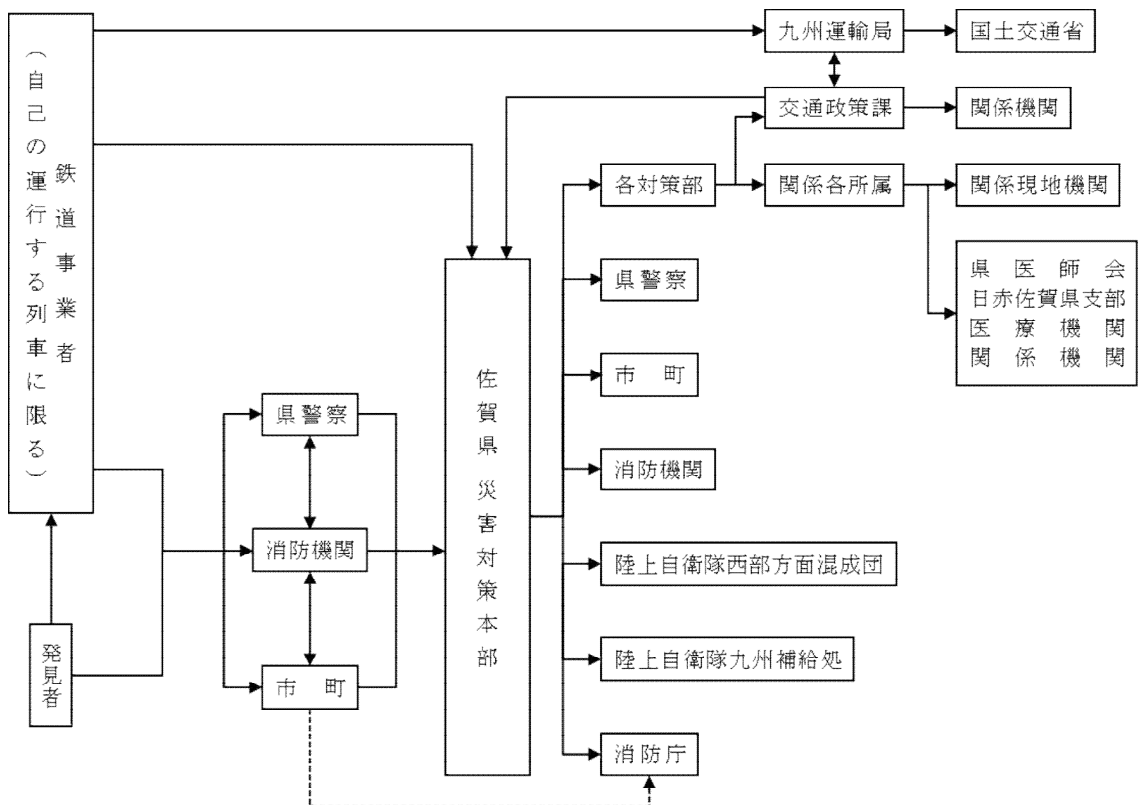 鉄道事業者
（自己の運行する列車に限る）
発見者
県警察
消防機関
市　町
佐賀県災害対策本部
九州運輸局
国土交通省
交通政策課
関係機関
各対策部
関係各所属
関係現地機関
県医師会
日赤佐賀県支部
医療機関
関係機関
県警察
市　町
消防機関
陸上自衛隊西部方面混成団
陸上自衛隊九州補給処
消防庁